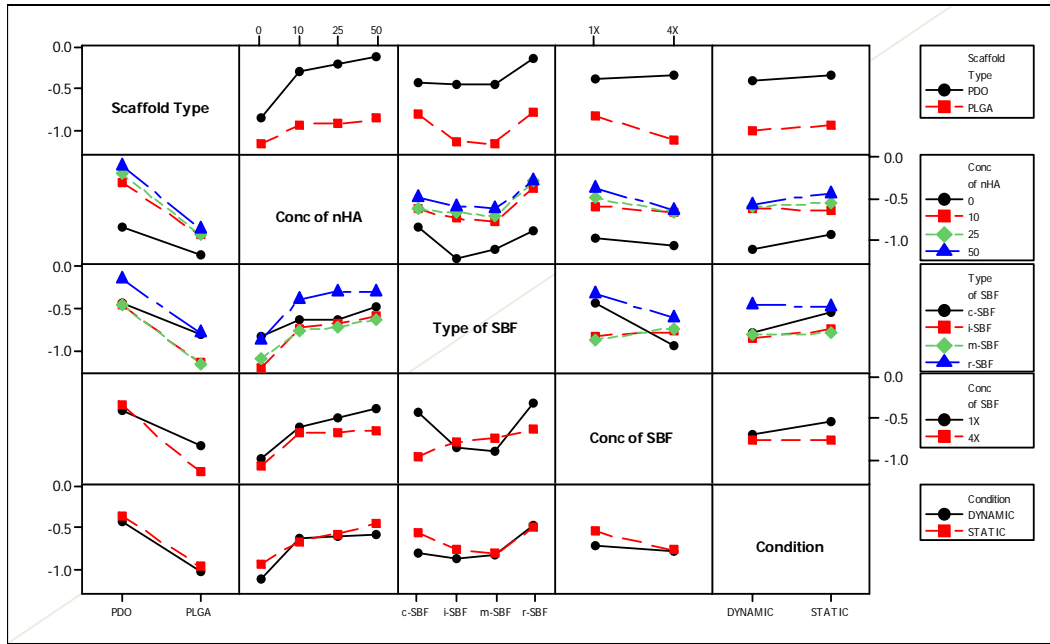 0 10 25 50
1X 4X
0.0
-0.5
-1.0
Scaffold Type
Scaffold
Type
PDO
PLGA
Conc of nHA
0.0
-0.5
-1.0
Conc
of nHA
0
10
25
50
0.0
-0.5
-1.0
Type of SBF
Type
of SBF
c-SBF
i-SBF
m-SBF
r-SBF
Conc of SBF
0.0
-0.5
-1.0
Conc
of SBF
1X
4X
0.0
-0.5
-1.0
Condition
Condition
DYNAMIC
STATIC
PDO PLGA
c-SBF i-SBF m-SBF r-SBF
DYNAMIC STATIC